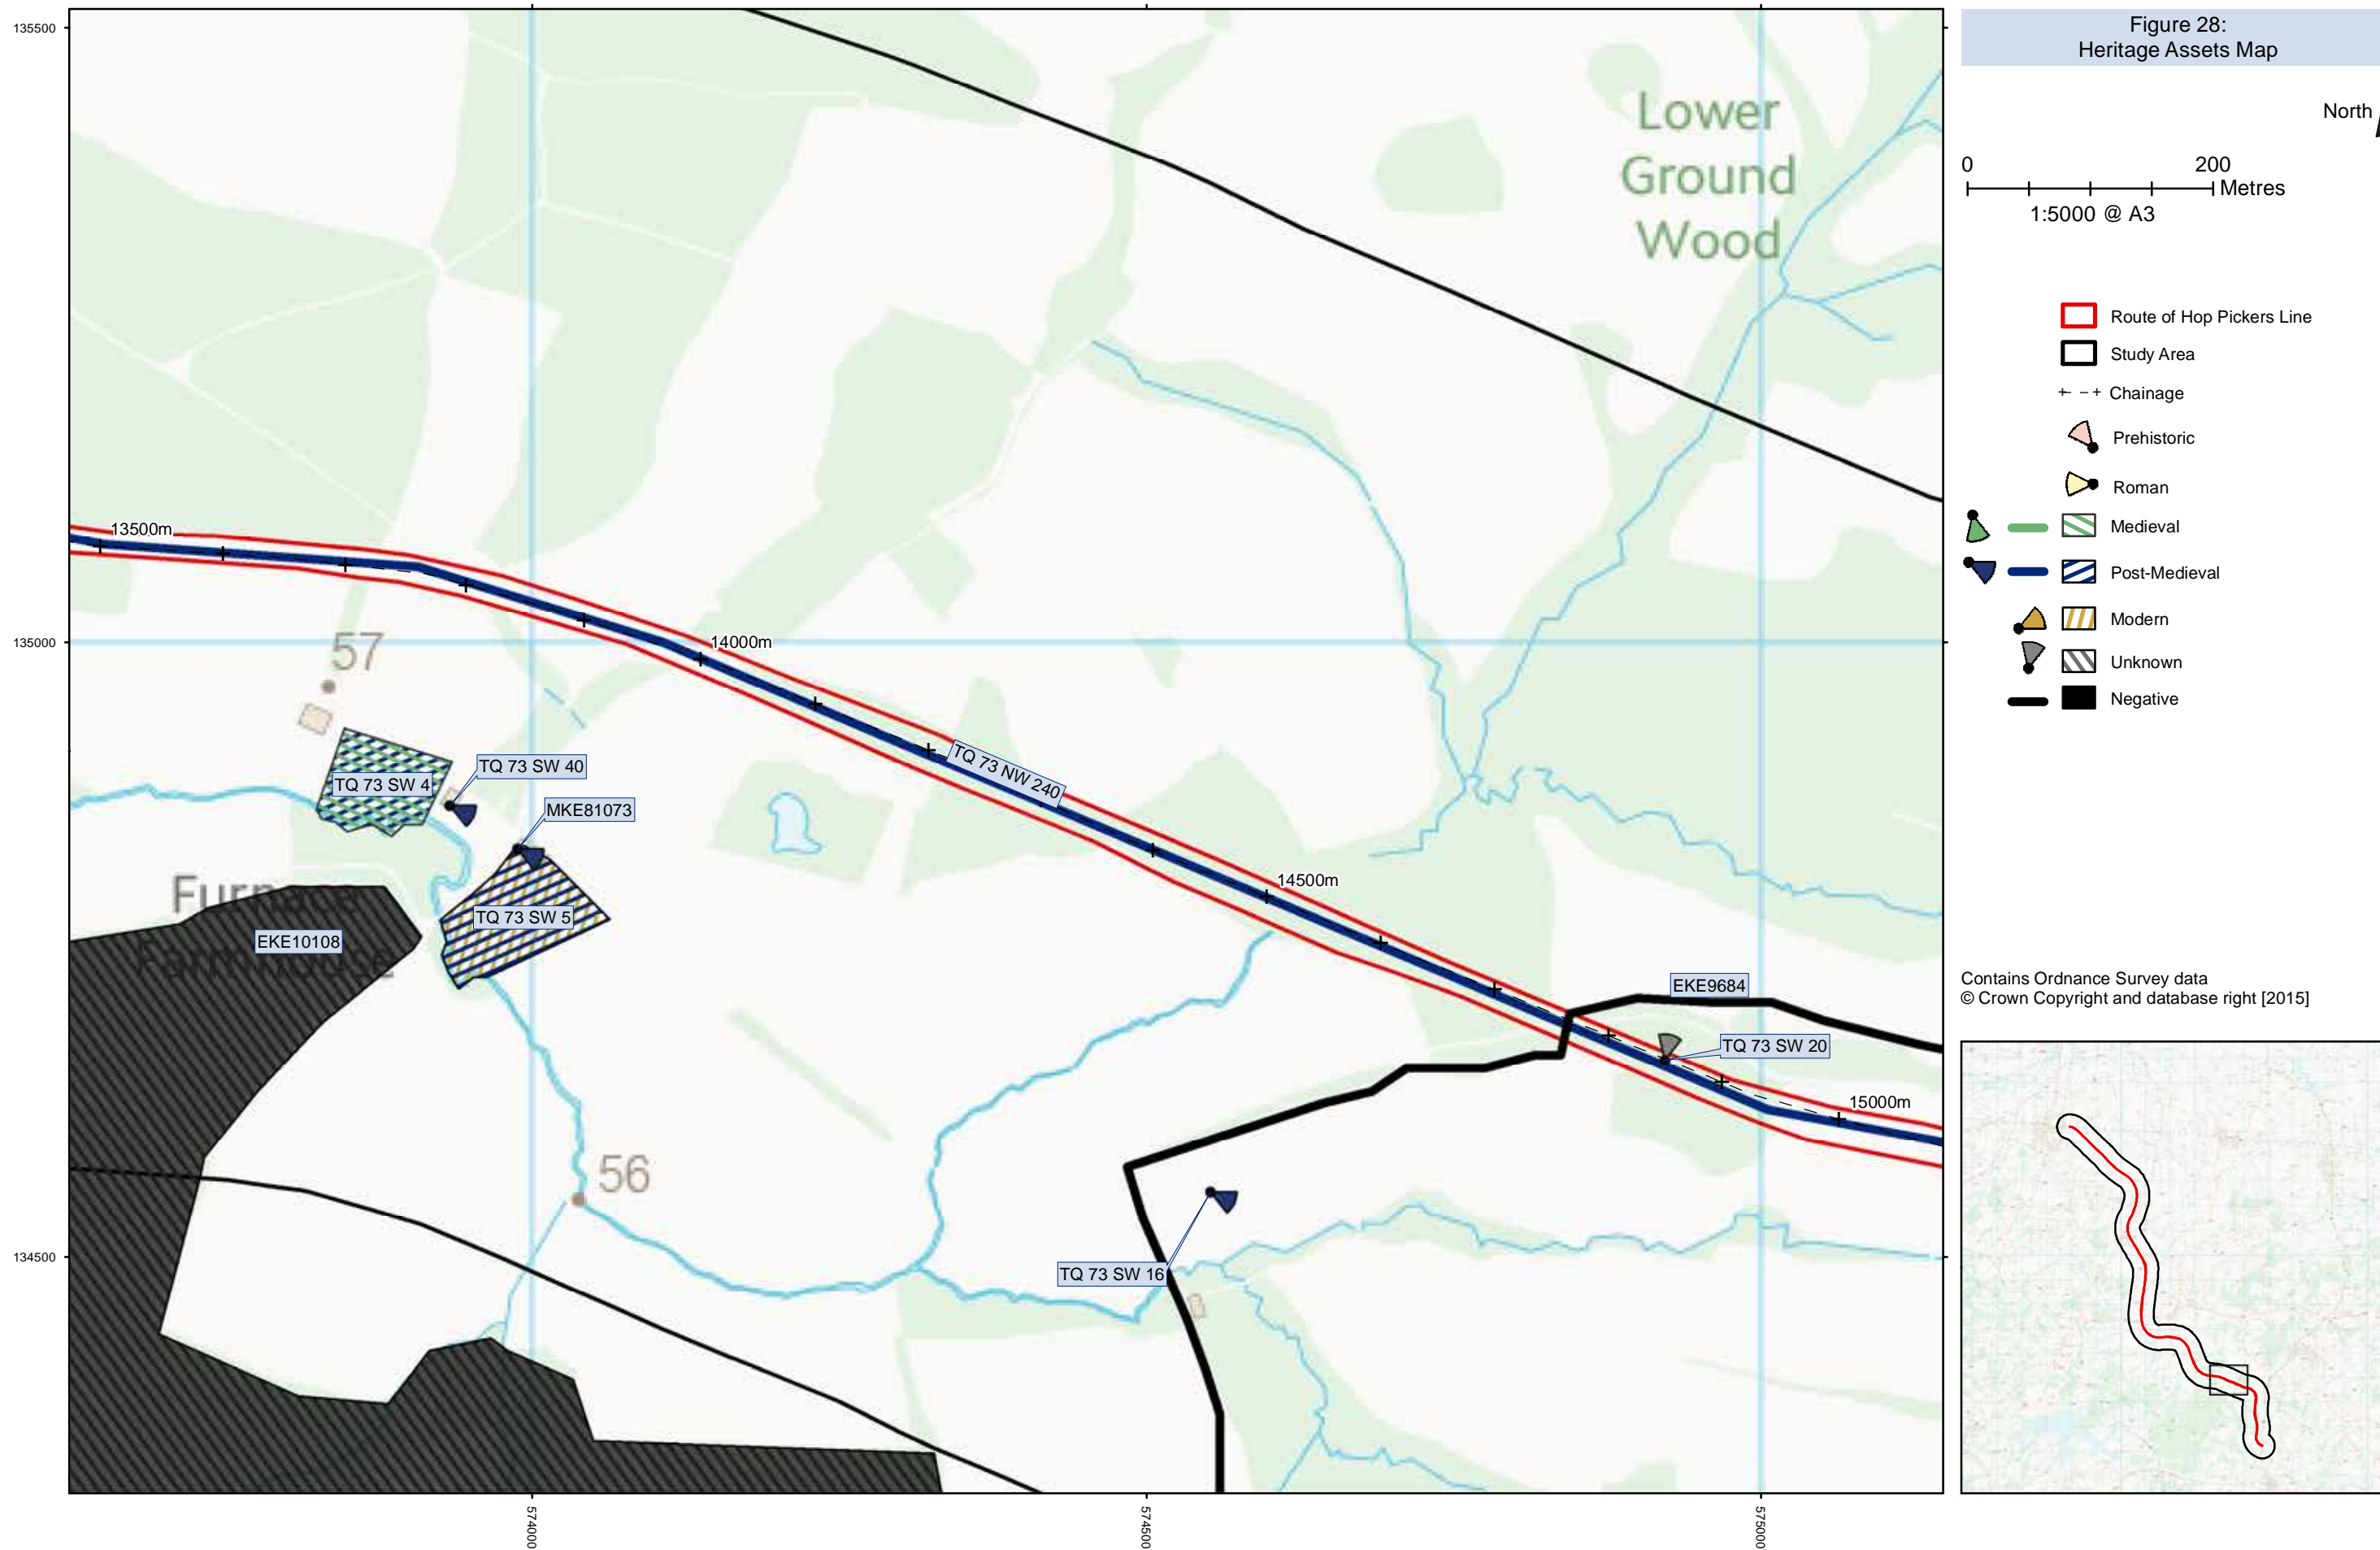 135500
135000
134500
574000
574500
575000
Lower
Ground
Wood
13500m
14000m
14500m
15000m
57
56
TQ 73 SW 4
TQ 73 SW 40
MKE81073
TQ 73 SW 5
TQ 73 NW 240
Furnace
Farmhouse
EKE10108
EKE9684
TQ 73 SW 20
TQ 73 SW 16
Figure 28:
Heritage Assets Map
North
0 200
Metres
1:5000 @ A3
Route of Hop Pickers Line
Study Area
Chainage
Prehistoric
Roman
Medieval
Post-Medieval
Modern
Unknown
Negative
Contains Ordnance Survey data
© Crown Copyright and database right [2015]